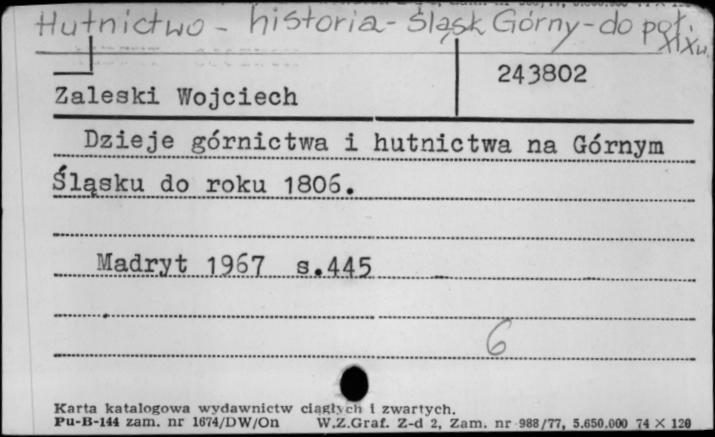 Hutnictwo - historia - Śląsk Górny - do poł.
XIX w.
243802
Zaleski Wojciech
Dzieje górnictwa i hutnictwa na Górnym
Śląsku do roku 1806.
Madryt 1967 s.445
6
Karta katalogowa wydawnictw ciągłych i zwartych.
Pu-B-144 zam. nr 1674/DW/On W.Z.Graf. Z-d 2, Zam. nr 988/77, 5.650.000 74 X 120